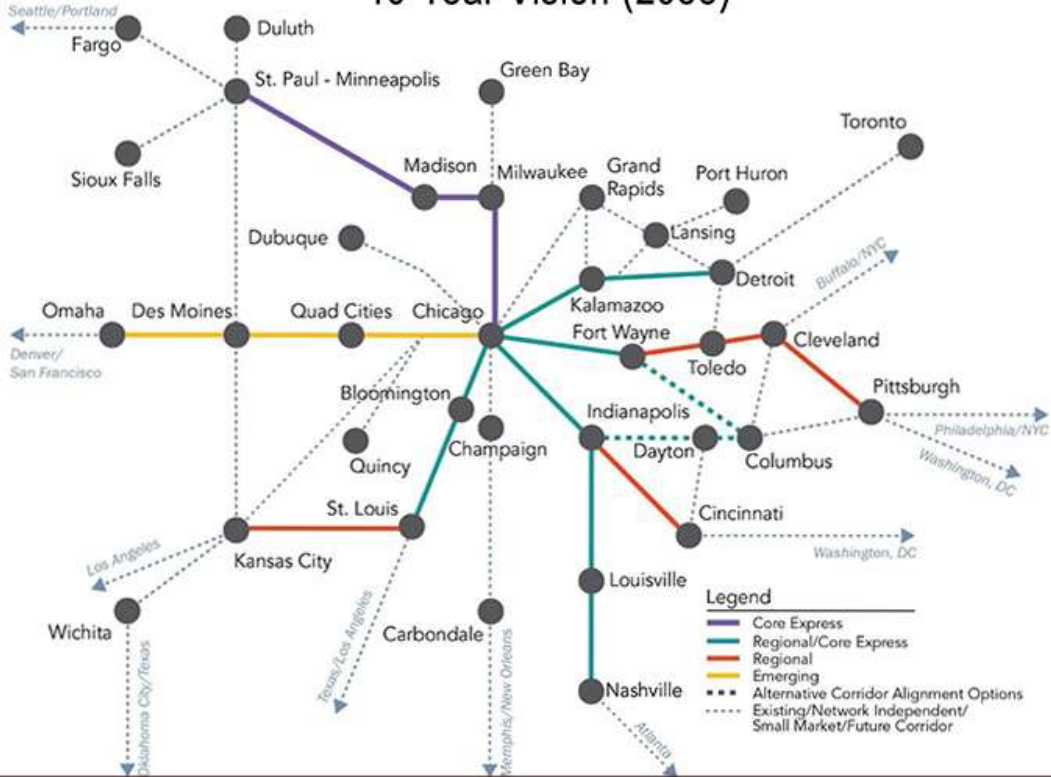 Seattle/Portland
Fargo
Duluth
St. Paul - Minneapolis
Green Bay
Toronto
Sioux Falls
Madison
Milwaukee
Grand
Rapids
Port Huron
Lansing
Dubuque
Detroit
Buffalo/NYC
Kalamazoo
Omaha
Des Moines
Quad Cities
Chicago
Fort Wayne
Cleveland
Toledo
Denver/
San Francisco
Pittsburgh
Bloomington
Indianapolis
Philadelphia/NYC
Champaign
Dayton
Columbus
Quincy
Washington, DC
St. Louis
Cincinnati
Kansas City
Los Angeles
Washington, DC
Louisville
Wichita
Carbondale
Texas/Los Angeles
Oklahoma City/Texas
Memphis/New Orleans
Nashville
Atlanta
Legend
Core Express
Regional/Core Express
Regional
Emerging
Alternative Corridor Alignment Options
Existing/Network Independent/
Small Market/Future Corridor